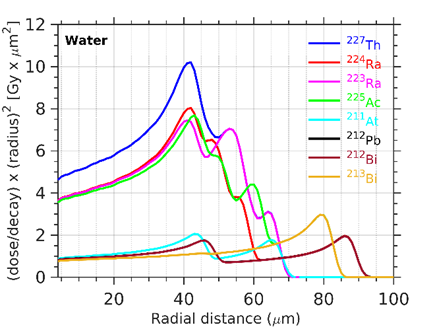 12
10
8
6
4
2
0
(dose/decay) x (radius)² [Gy x μm²]
Water
²²⁷Th
²²⁴Ra
²²³Ra
²²⁵Ac
²¹¹At
²¹²Pb
²¹²Bi
²¹³Bi
20 40 60 80 100
Radial distance (μm)